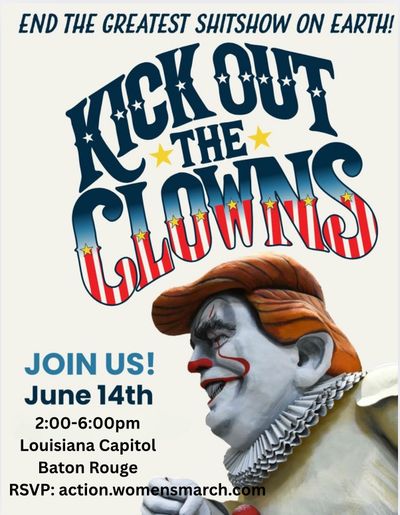 END THE GREATEST SHITSHOW ON EARTH!
KICK OUT
THE
CLOWNS
JOIN US!
June 14th
2:00-6:00pm
Louisiana Capitol
Baton Rouge
RSVP: action.womensmarch.com